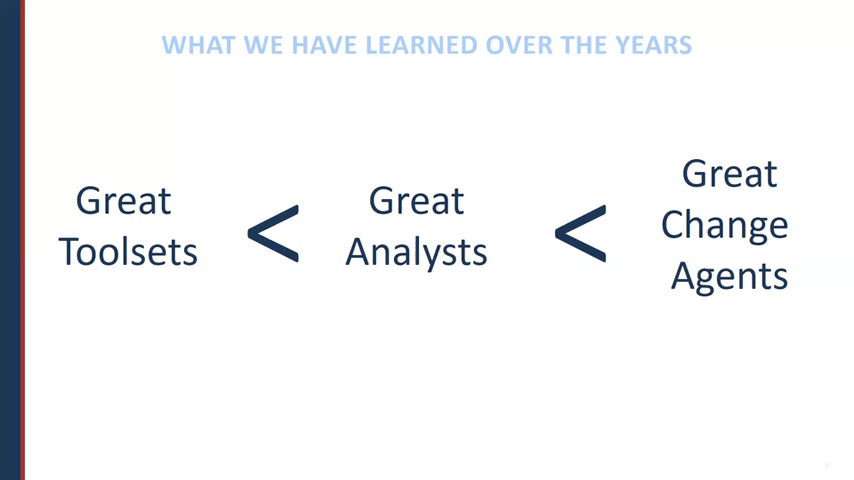 WHAT WE HAVE LEARNED OVER THE YEARS
Great
Toolsets
<
Great
Analysts
<
Great
Change
Agents